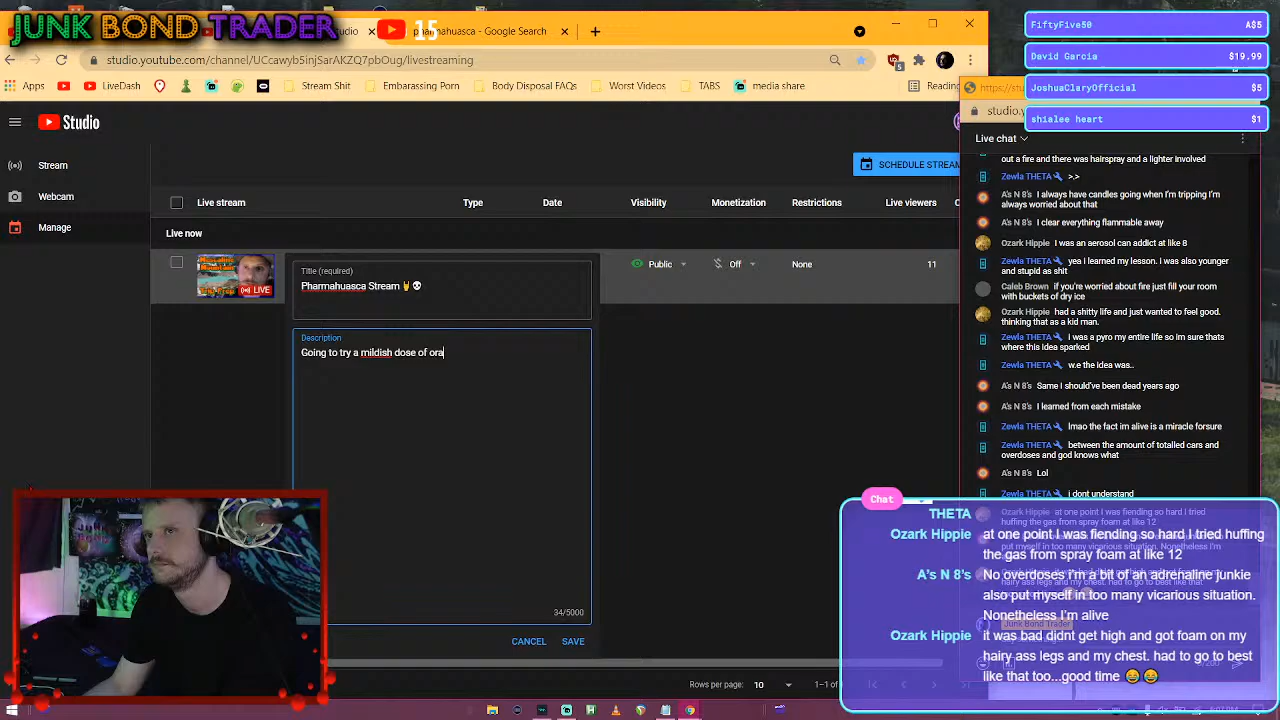 JUNK BOND TRADER
15
pharmahuasca - Google Search
studio.youtube.com/channel/
livestreaming
Apps
LiveDash
Stream Shit
Embarassing Porn
Body Disposal FAQs
Worst Videos
TABS
media.share
Reading
Studio
Stream
Webcam
Manage
SCHEDULE STREAM
Live stream
Type
Date
Visibility
Monetization
Restrictions
Live viewers
Live now
LIVE
Title (required)
Pharmahuasca Stream
Public
Off
None
11
Description
Going to try a mildish dose of ora
34/5000
CANCEL
SAVE
Rows per page:
10
FiftyFive50
A$5
David Garcia
$19.99
JoshuaClaryOfficial
$5
shialee heart
$1
Live chat
out a fire and there was hairspray and a lighter Involved
Zewla THETA >.>
A's N 8's I always have candles going when I'm tripping I'm
always worried about that
A's N 8's I clear everything flammable away
Ozark Hippie I was an aerosol can addict at like 8
Zewla THETA yea i learned my lesson. I was also younger
and stupid as shit
Caleb Brown if you're worried about fire just fill your room
with buckets of dry ice
Ozark Hippie had a shitty life and just wanted to feel good.
thinking that as a kid man.
Zewla THETA I was a pyro my entire life so im sure thats
where this idea sparked
Zewla THETA w.e the idea was..
A's N 8's Same I should've been dead years ago
A's N 8's I learned from each mistake
Zewla THETA lmao the fact im alive is a miracle forsure
Zewla THETA between the amount of totalled cars and
overdoses and god knows what
A's N 8's Lol
Zewla THETA i dont understand
Chat
THETA
Ozark Hippie at one point I was fiending so hard I tried huffing
the gas from spray foam at like 12
A's N 8's No overdoses i'm a bit of an adrenaline junkie
also put myself in too many vicarious situation.
Nonetheless I'm alive
Junk Bond Trader
Ozark Hippie it was bad didnt get high and got foam on my
hairy ass legs and my chest. had to go to best
like that too...good time